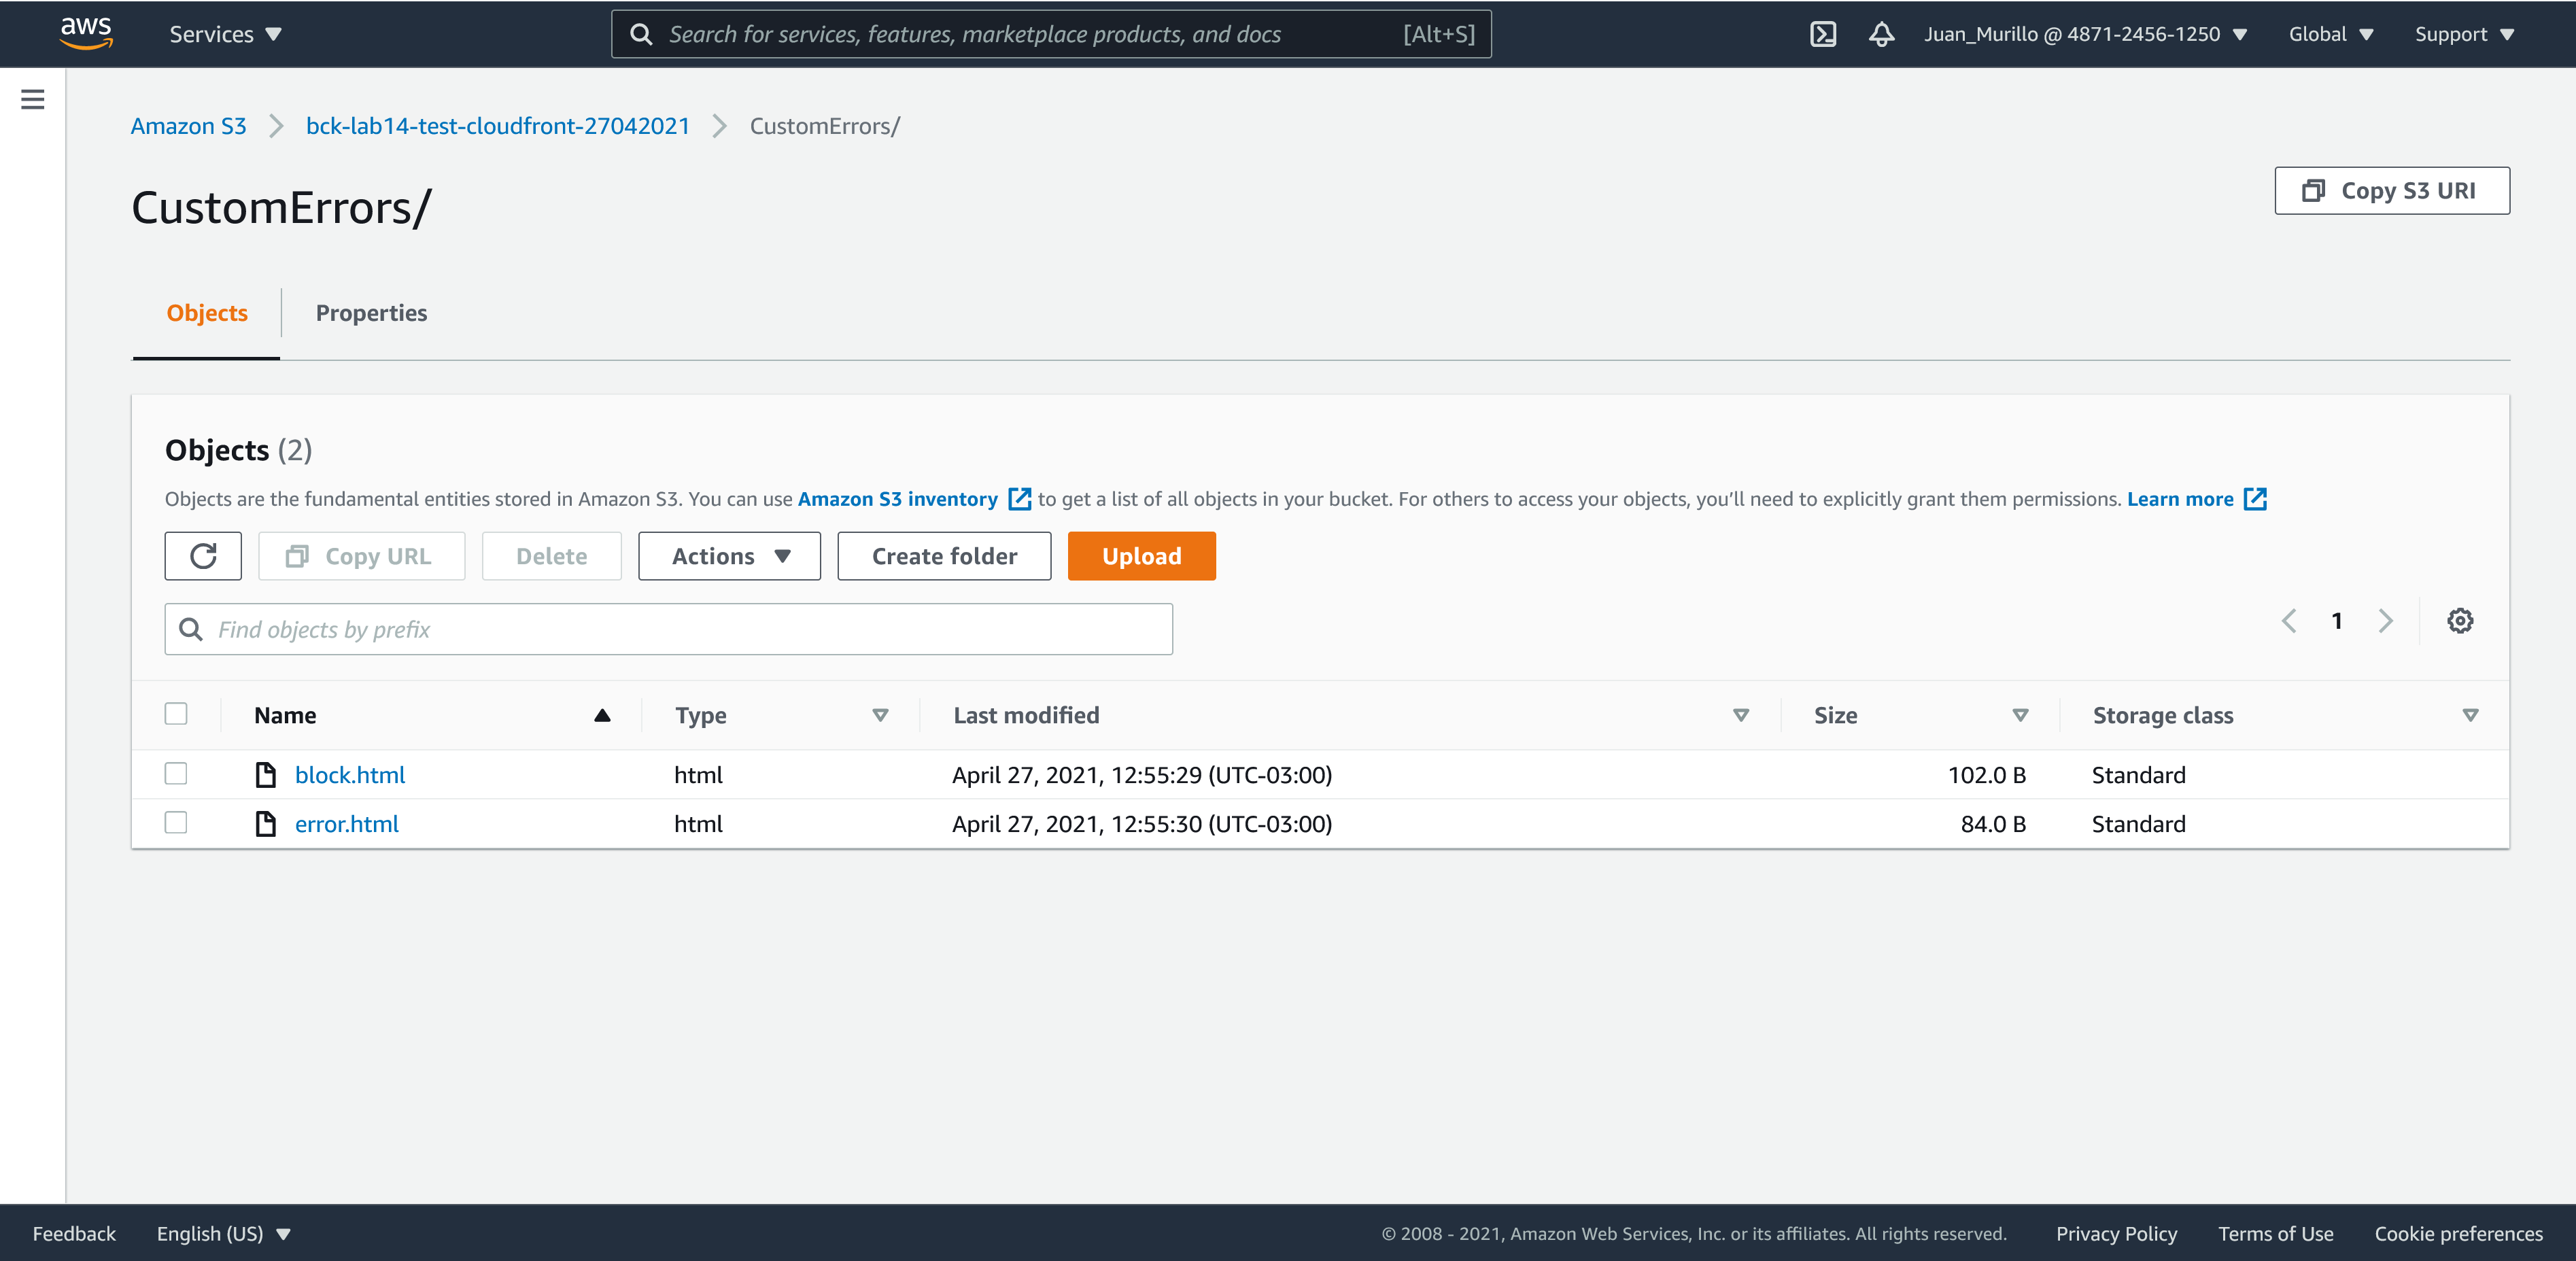 aws Services Search for services, features, marketplace products, and docs [Alt+S] Juan_Murillo @ 4871-2456-1250 Global Support
Amazon S3 bck-lab14-test-cloudfront-27042021 CustomErrors/
CustomErrors/
Copy S3 URI
Objects Properties
Objects (2)
Objects are the fundamental entities stored in Amazon S3. You can use Amazon S3 inventory to get a list of all objects in your bucket. For others to access your objects, you’ll need to explicitly grant them permissions. Learn more
Copy URL Delete Actions Create folder Upload
Find objects by prefix 1
Name Type Last modified Size Storage class
block.html html April 27, 2021, 12:55:29 (UTC-03:00) 102.0 B Standard
error.html html April 27, 2021, 12:55:30 (UTC-03:00) 84.0 B Standard
Feedback English (US) © 2008 - 2021, Amazon Web Services, Inc. or its affiliates. All rights reserved. Privacy Policy Terms of Use Cookie preferences